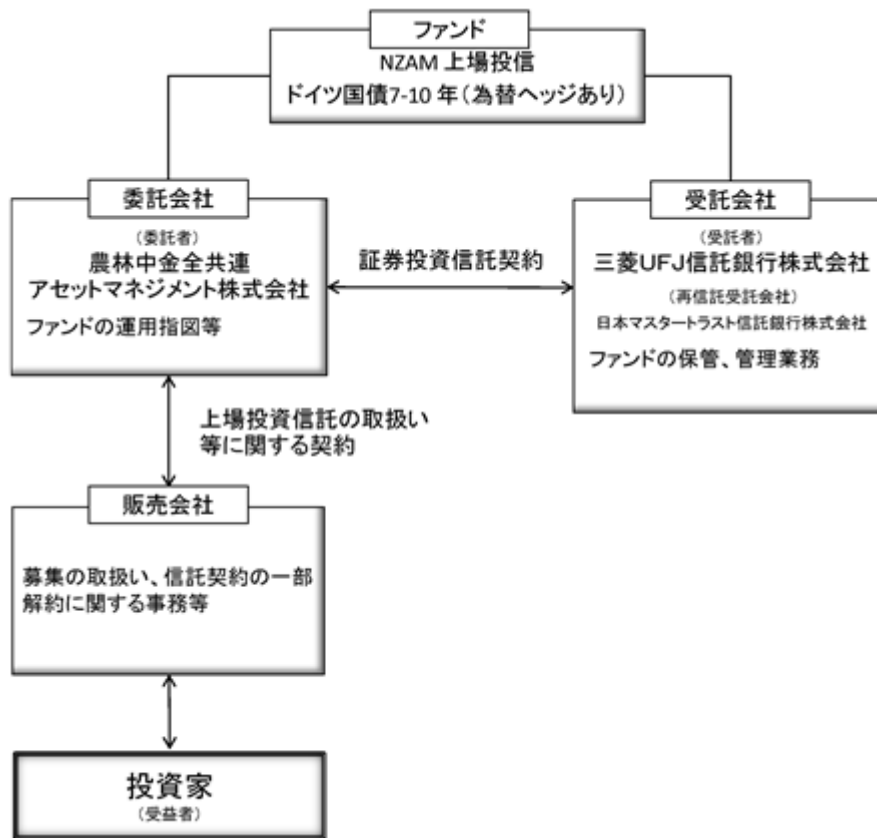 ファンド
NZAM 上場投信
ドイツ国債7-10 年（為替ヘッジあり）
委託会社
（委託者）
農林中金全共連
アセットマネジメント株式会社
ファンドの運用指図等
証券投資信託契約
受託会社
（受託者）
三菱ＵＦＪ信託銀行株式会社
（再信託受託会社）
日本マスタートラスト信託銀行株式会社
ファンドの保管、管理業務
上場投資信託の取扱い
等に関する契約
販売会社
募集の取扱い、信託契約の一部
解約に関する事務等
投資家
（受益者）